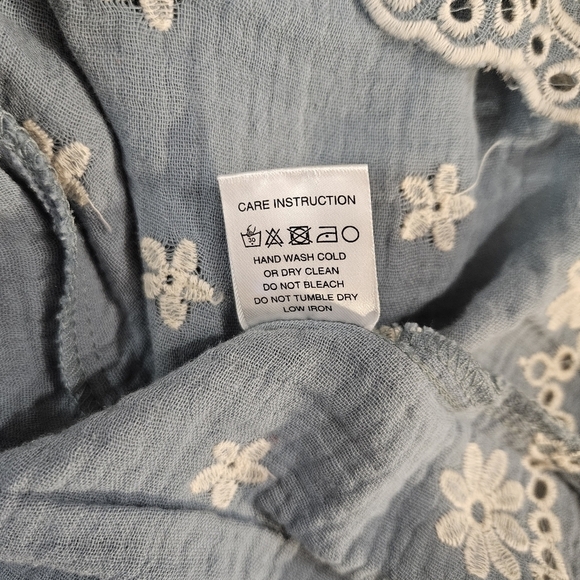 CARE INSTRUCTION
HAND WASH COLD
OR DRY CLEAN
DO NOT BLEACH
DO NOT TUMBLE DRY
LOW IRON